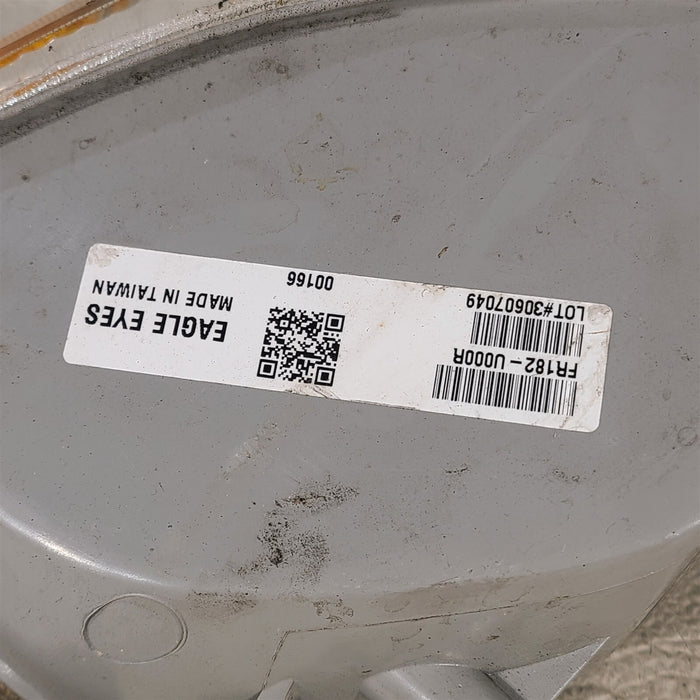 FR182-U000R
LOT#30607049
00166
EAGLE EYES
MADE IN TAIWAN